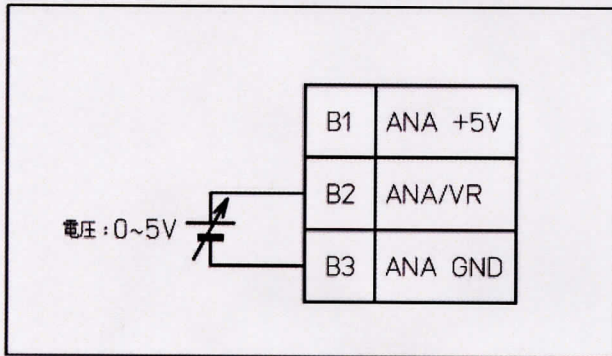 B1 ANA +5V
電圧:0~5V B2 ANA/VR
B3 ANA GND